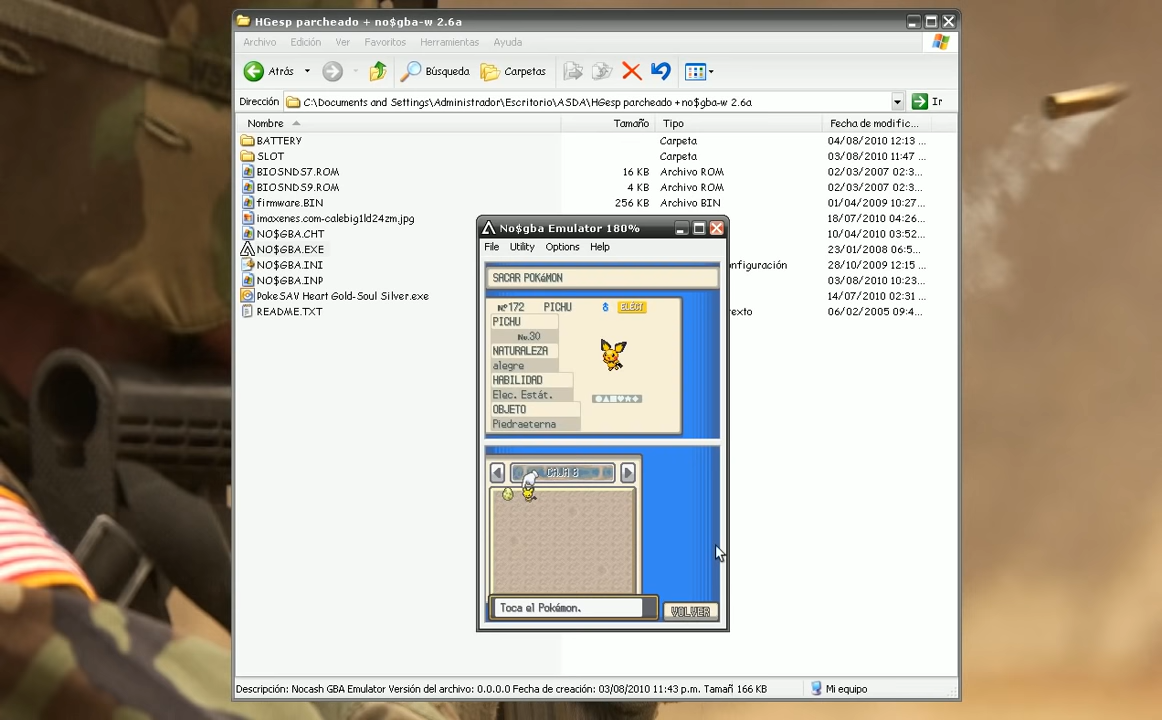 HGesp parcheado + no$gba-w 2.6a
Archivo Edición Ver Favoritos Herramientas Ayuda
Atrás Búsqueda Carpetas
Dirección C:\Documents and Settings\Administrador\Escritorio\ASDA\HGesp parcheado + no$gba-w 2.6a Ir
Nombre Tamaño Tipo Fecha de modific...
BATTERY Carpeta 04/08/2010 12:13 ...
SLOT Carpeta 03/08/2010 11:47 ...
BIOSNDS7.ROM 16 KB Archivo ROM 02/03/2007 02:3...
BIOSNDS9.ROM 4 KB Archivo ROM 02/03/2007 02:3...
firmware.BIN 256 KB Archivo BIN 01/04/2009 10:27...
imaxenes.com-calebig1ld24zm.jpg 18/07/2010 04:26...
NO$GBA.CHT 10/04/2010 03:52...
NO$GBA.EXE 23/01/2008 06:5...
NO$GBA.INI nfiguración 28/10/2009 12:15 ...
NO$GBA.INP 03/08/2010 10:23...
PokeSAV Heart Gold-Soul Silver.exe 14/07/2010 02:31 ...
README.TXT exto 06/02/2005 09:4...
No$gba Emulator 180%
File Utility Options Help
SACAR POKéMON
Nº172 PICHU ELÉCT
PICHU
No.30
NATURALEZA
alegre
HABILIDAD
Elec. Estát.
OBJETO
Piedraeterna
CAJA 8
Toca el Pokémon.
VOLVER
Descripción: Nocash GBA Emulator Versión del archivo: 0.0.0.0 Fecha de creación: 03/08/2010 11:43 p.m. Tamañ 166 KB Mi equipo